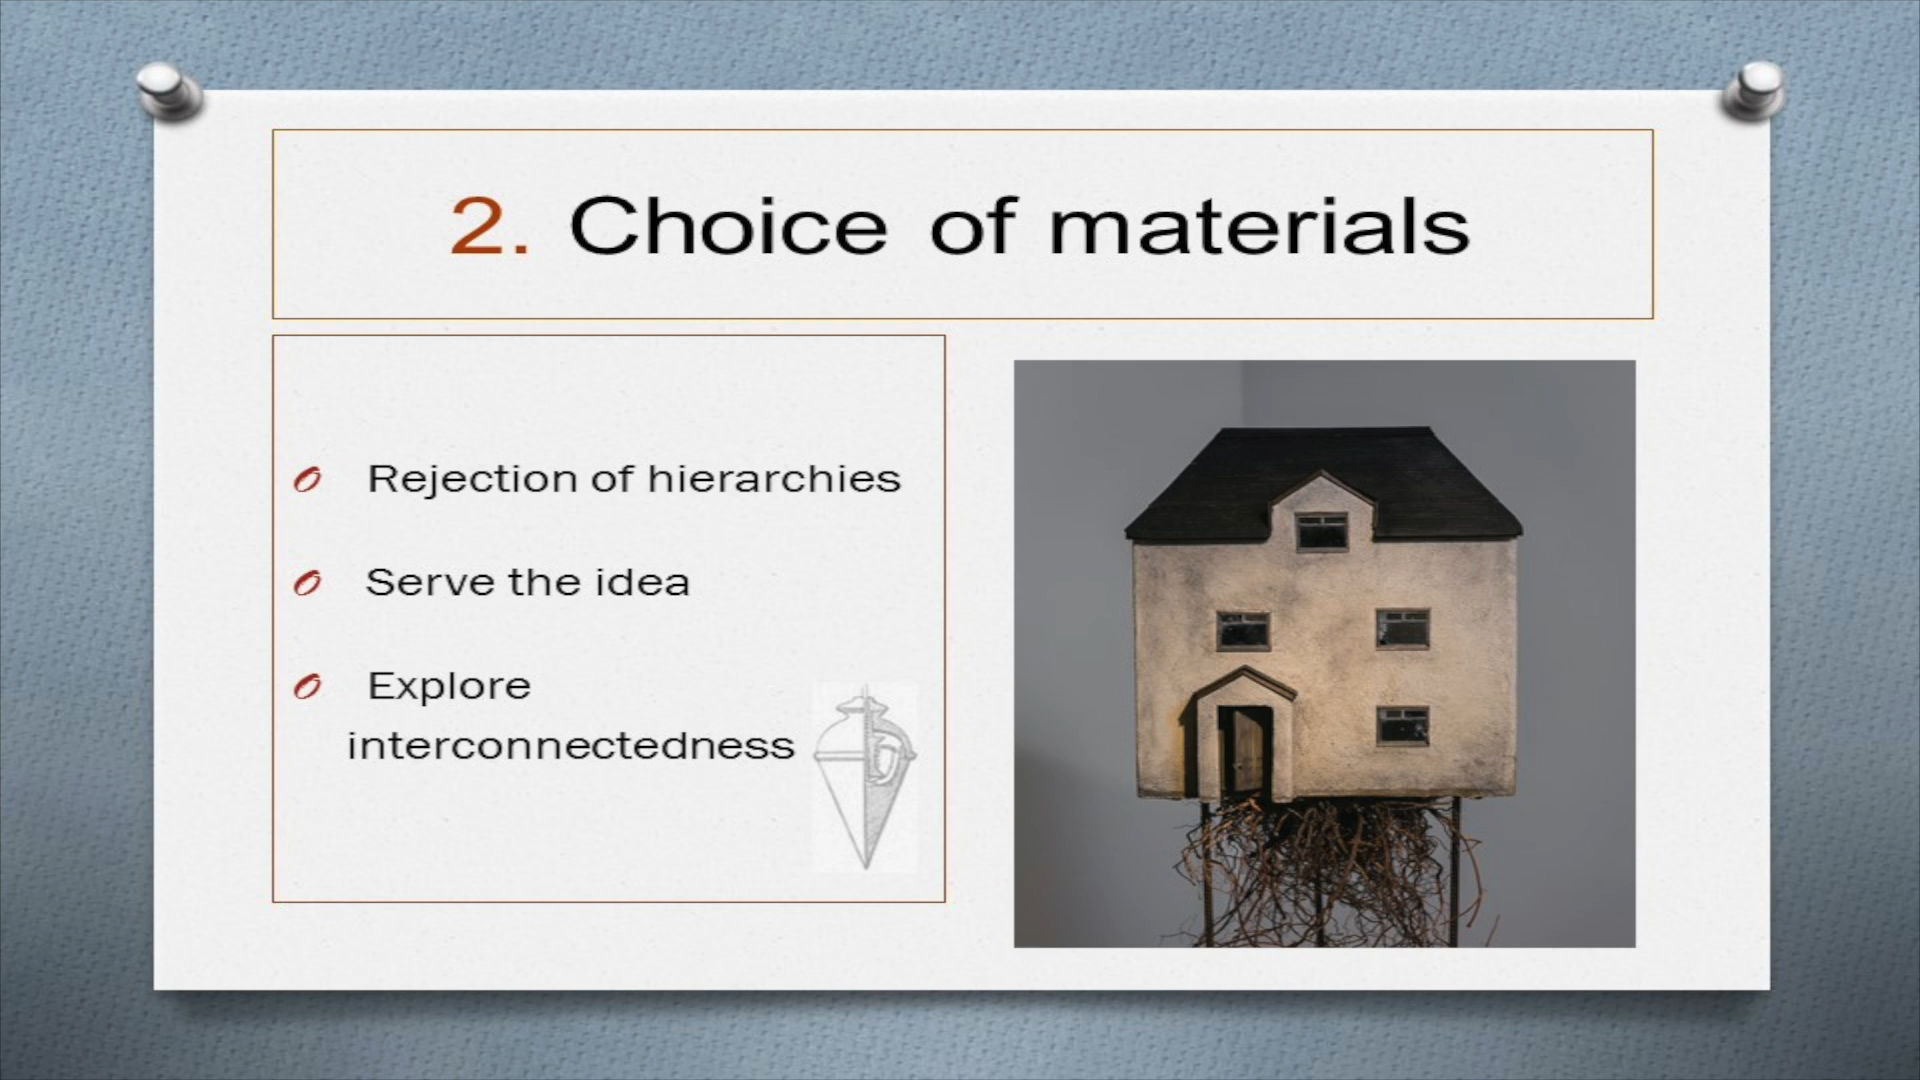 2. Choice of materials
Rejection of hierarchies
Serve the idea
Explore
interconnectedness